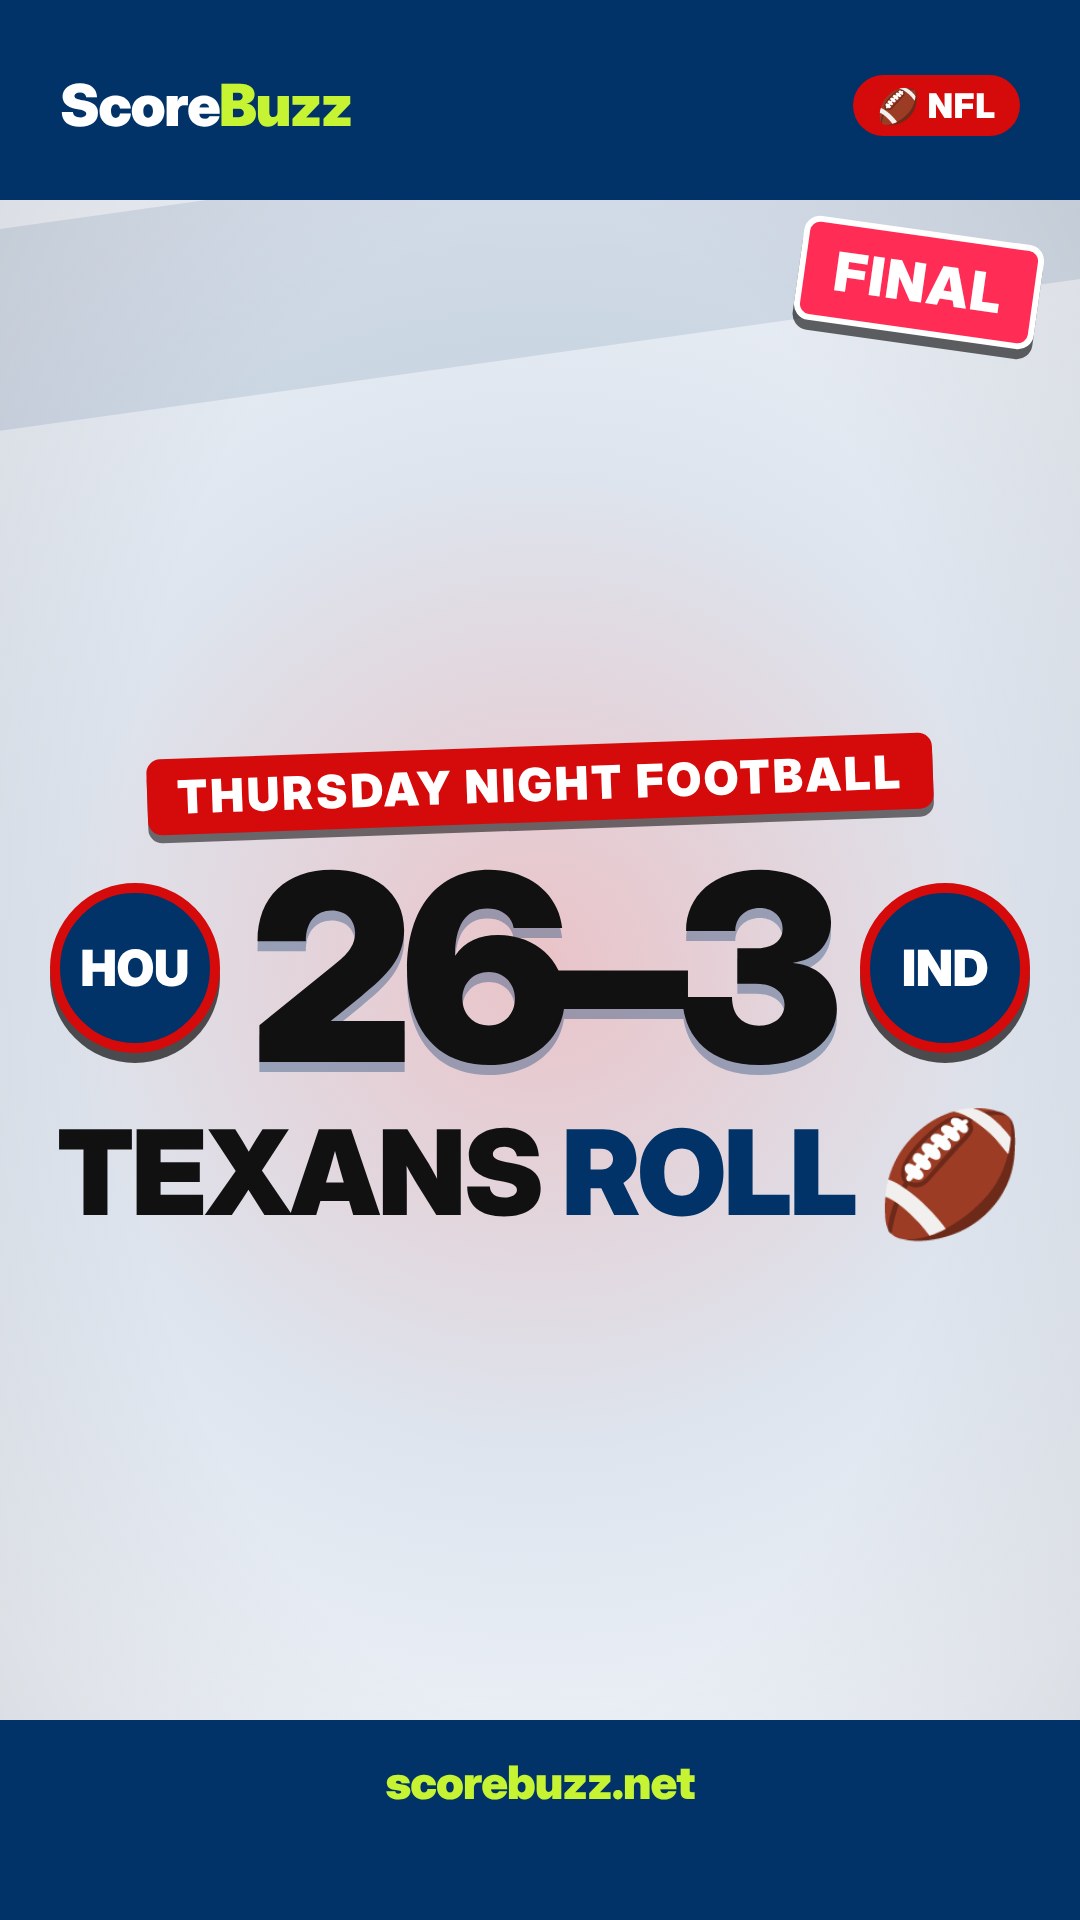 ScoreBuzz
🏈 NFL
FINAL
THURSDAY NIGHT FOOTBALL
HOU 26–3 IND
TEXANS ROLL 🏈
scorebuzz.net